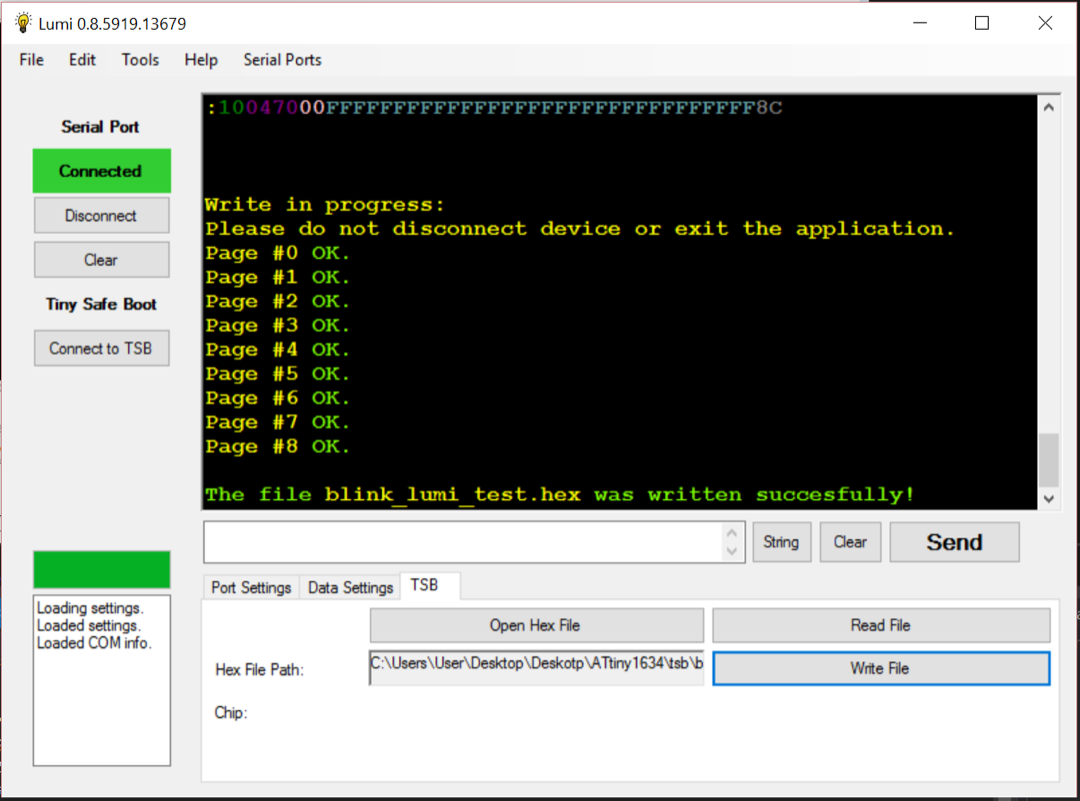 Lumi 0.8.5919.13679
File Edit Tools Help Serial Ports
Serial Port
Connected
Disconnect
Clear
Tiny Safe Boot
Connect to TSB
:10047000FFFFFFFFFFFFFFFFFFFFFFFFFFFFFFFF8C
Write in progress:
Please do not disconnect device or exit the application.
Page #0 OK.
Page #1 OK.
Page #2 OK.
Page #3 OK.
Page #4 OK.
Page #5 OK.
Page #6 OK.
Page #7 OK.
Page #8 OK.
The file blink_lumi_test.hex was written succesfully!
String Clear Send
Loading settings.
Loaded settings.
Loaded COM info.
Port Settings Data Settings TSB
Open Hex File Read File
Hex File Path: C:\Users\User\Desktop\Deskotp\ATtiny1634\tsb\b Write File
Chip: